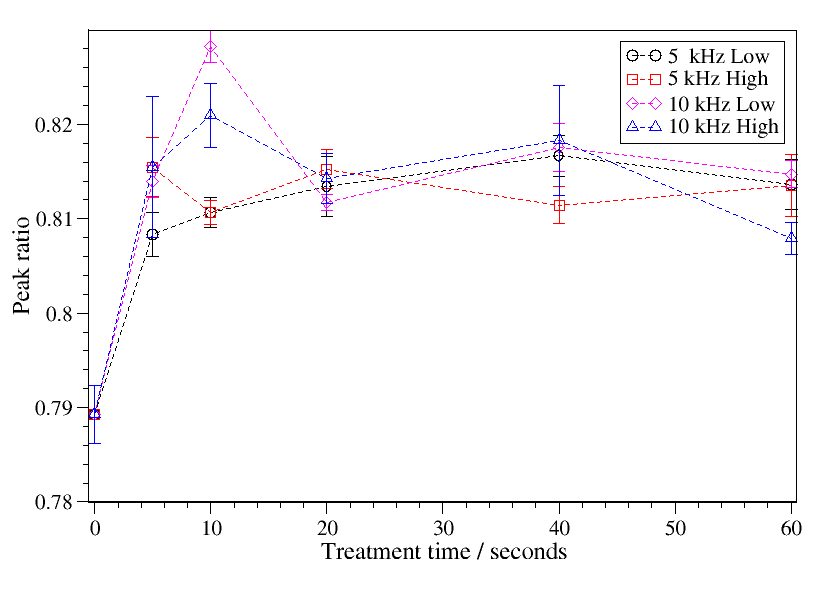 5 kHz Low
5 kHz High
10 kHz Low
10 kHz High
0.82
0.81
0.8
0.79
0.78
Peak ratio
0 10 20 30 40 50 60
Treatment time / seconds